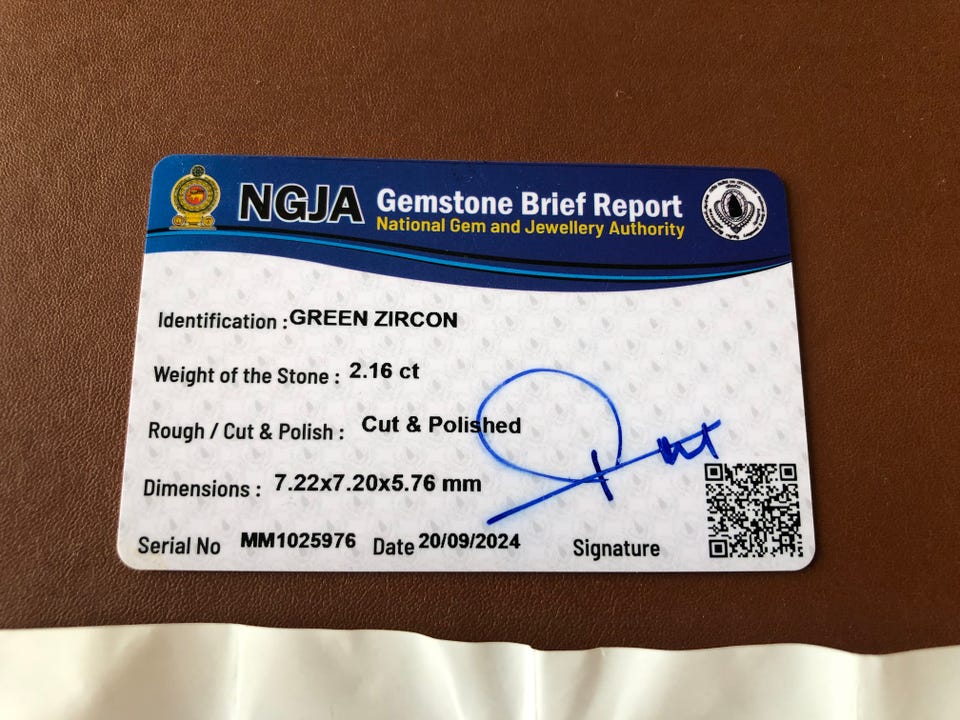 NGJA Gemstone Brief Report
National Gem and Jewellery Authority
Identification : GREEN ZIRCON
Weight of the Stone : 2.16 ct
Rough / Cut & Polish : Cut & Polished
Dimensions : 7.22x7.20x5.76 mm
Serial No MM1025976 Date 20/09/2024 Signature